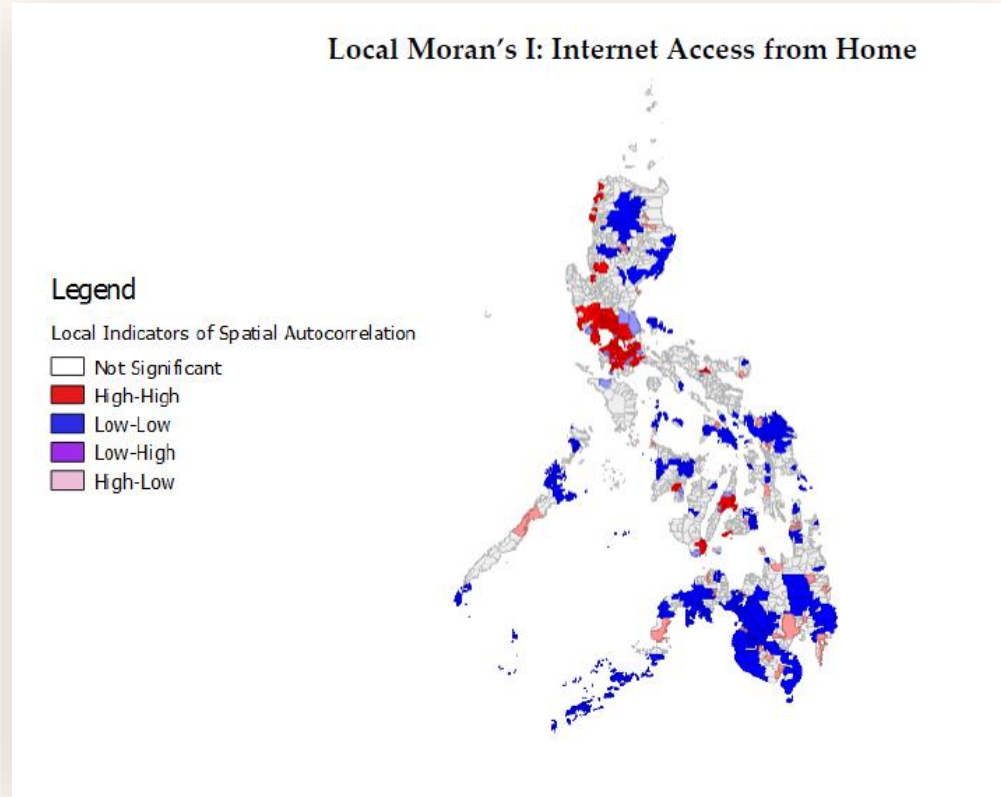 Local Moran's I: Internet Access from Home
Legend
Local Indicators of Spatial Autocorrelation
Not Significant
High-High
Low-Low
Low-High
High-Low